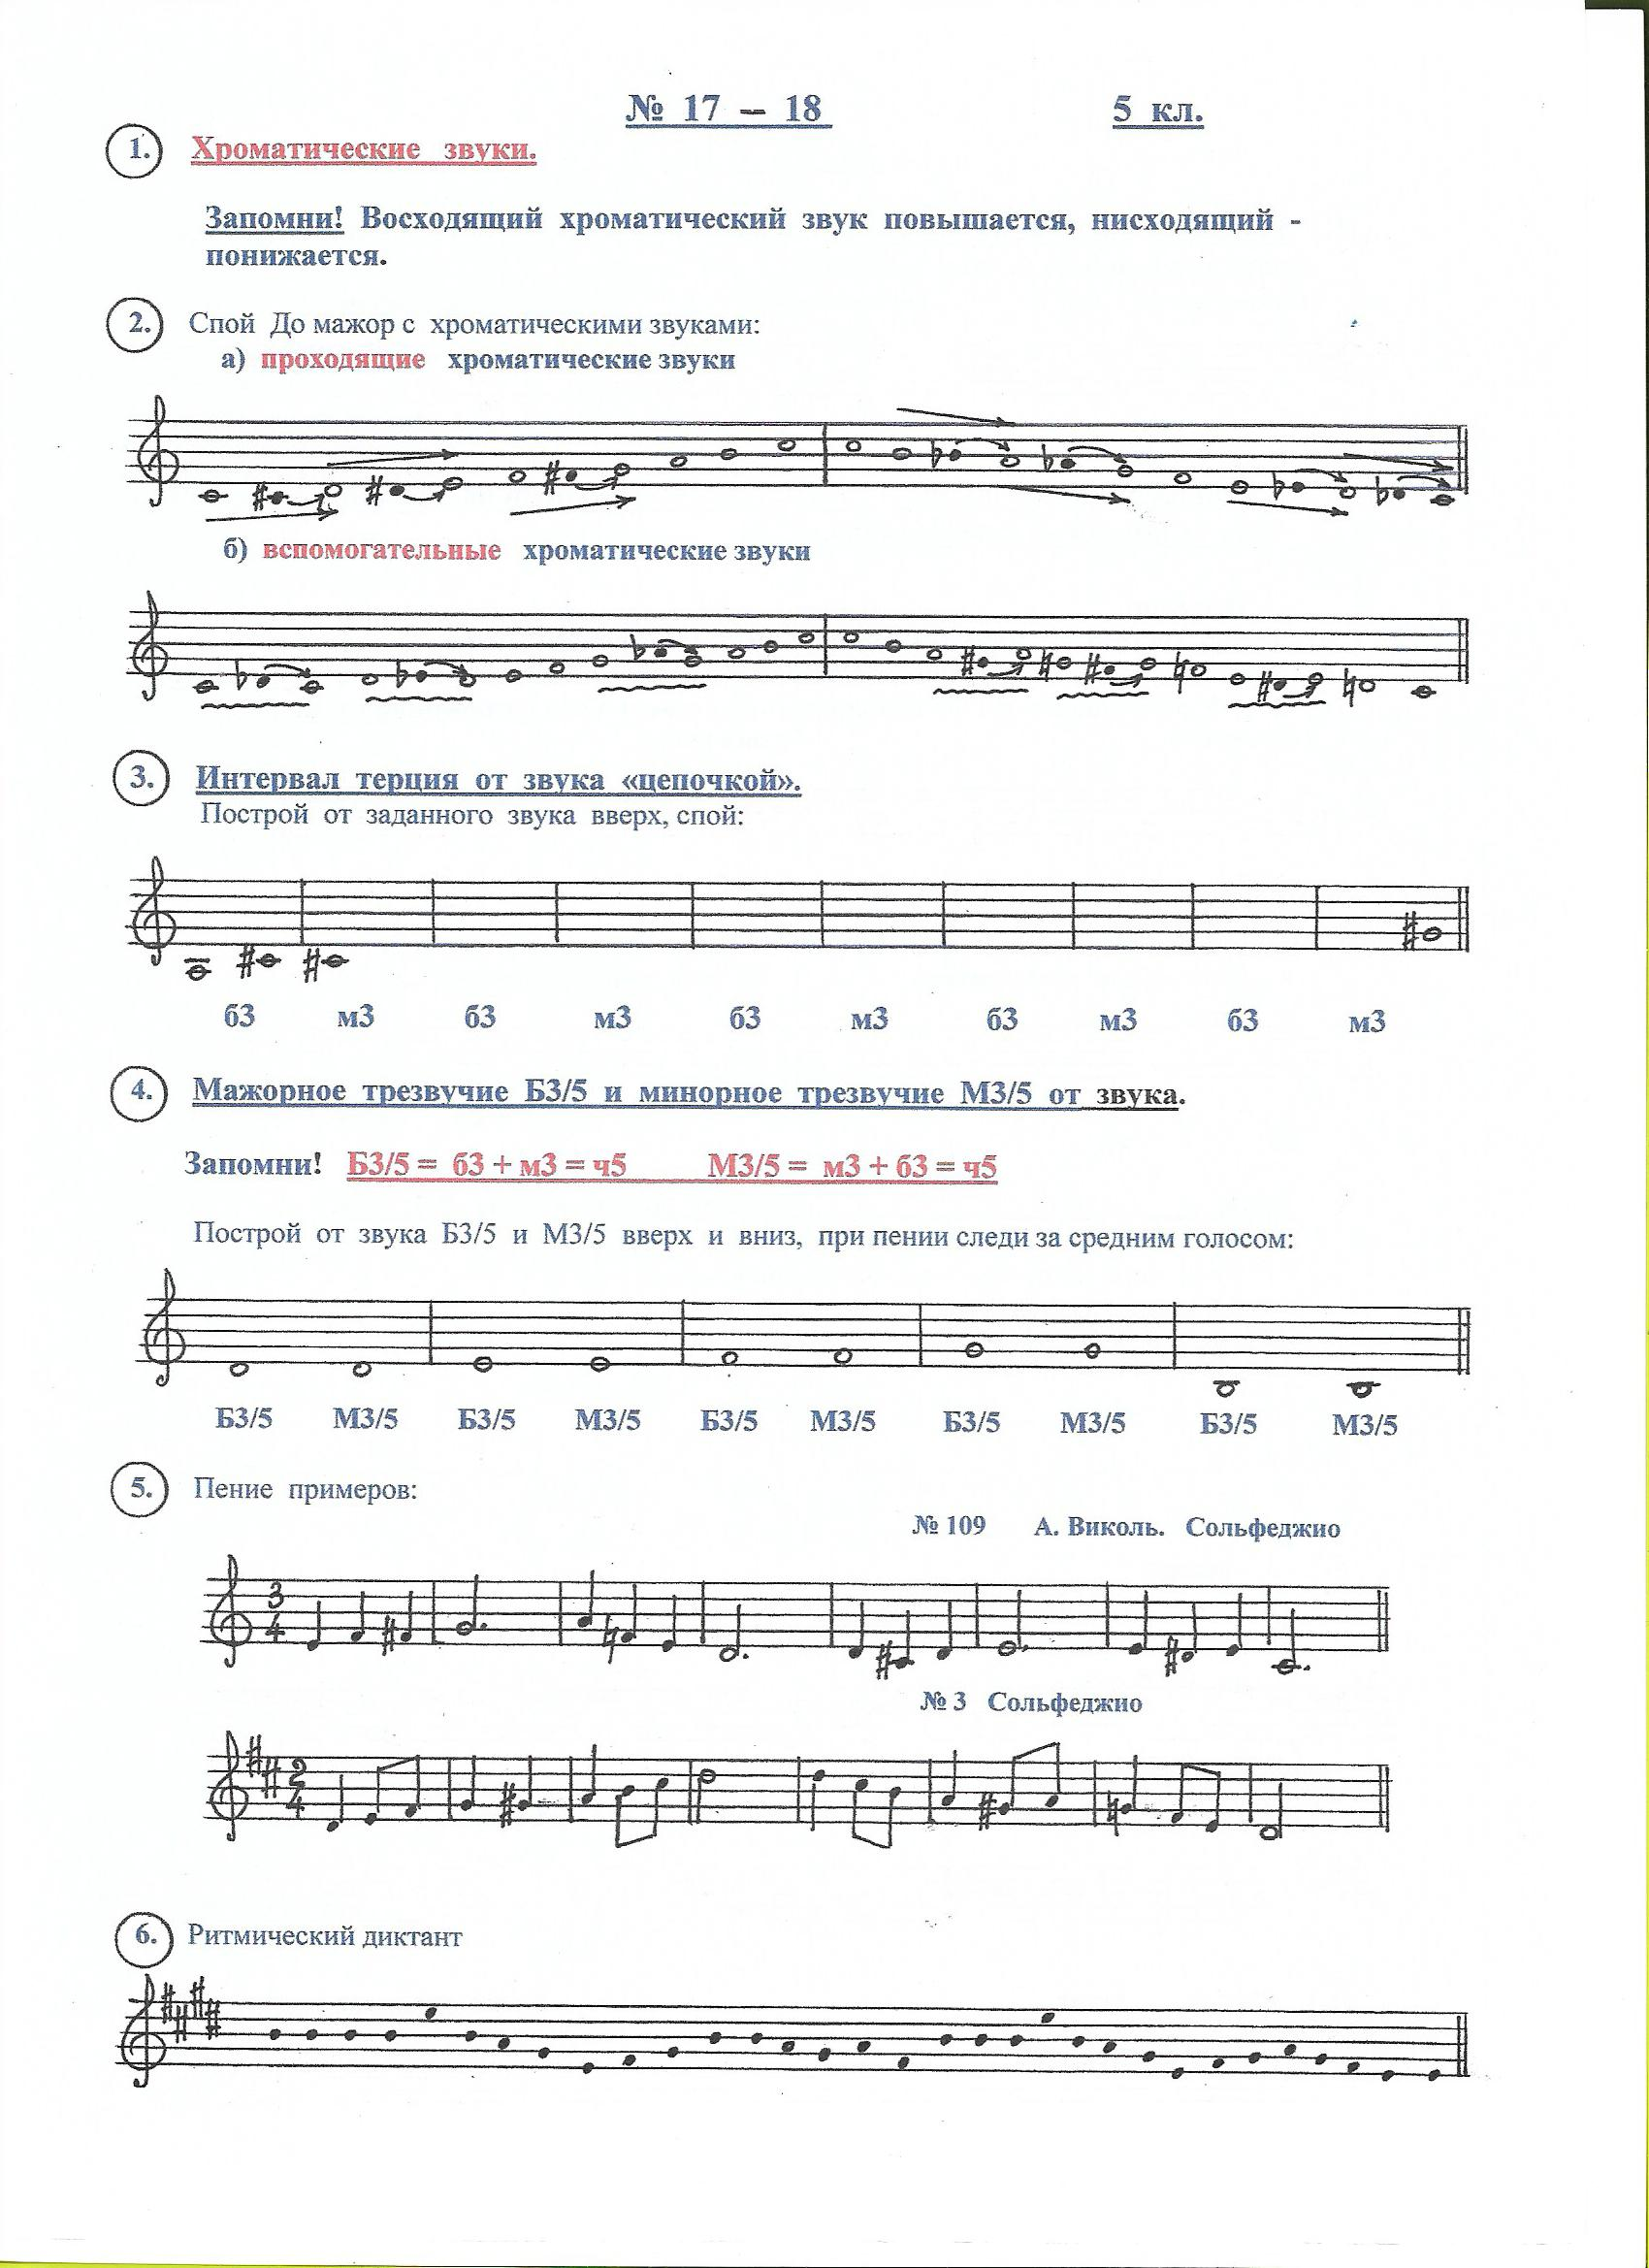 № 17 – 18 5 кл.
1. Хроматические звуки.
Запомни! Восходящий хроматический звук повышается, нисходящий -
понижается.
2. Спой До мажор с хроматическими звуками:
а) проходящие хроматические звуки
б) вспомогательные хроматические звуки
3. Интервал терция от звука «цепочкой».
Построй от заданного звука вверх, спой:
б3 м3 б3 м3 б3 м3 б3 м3 б3 м3
4. Мажорное трезвучие Б3/5 и минорное трезвучие М3/5 от звука.
Запомни! Б3/5 = б3 + м3 = ч5 М3/5 = м3 + б3 = ч5
Построй от звука Б3/5 и М3/5 вверх и вниз, при пении следи за средним голосом:
Б3/5 М3/5 Б3/5 М3/5 Б3/5 М3/5 Б3/5 М3/5 Б3/5 М3/5
5. Пение примеров:
№ 109 А. Виколь. Сольфеджио
3
4
№ 3 Сольфеджио
2
4
6. Ритмический диктант